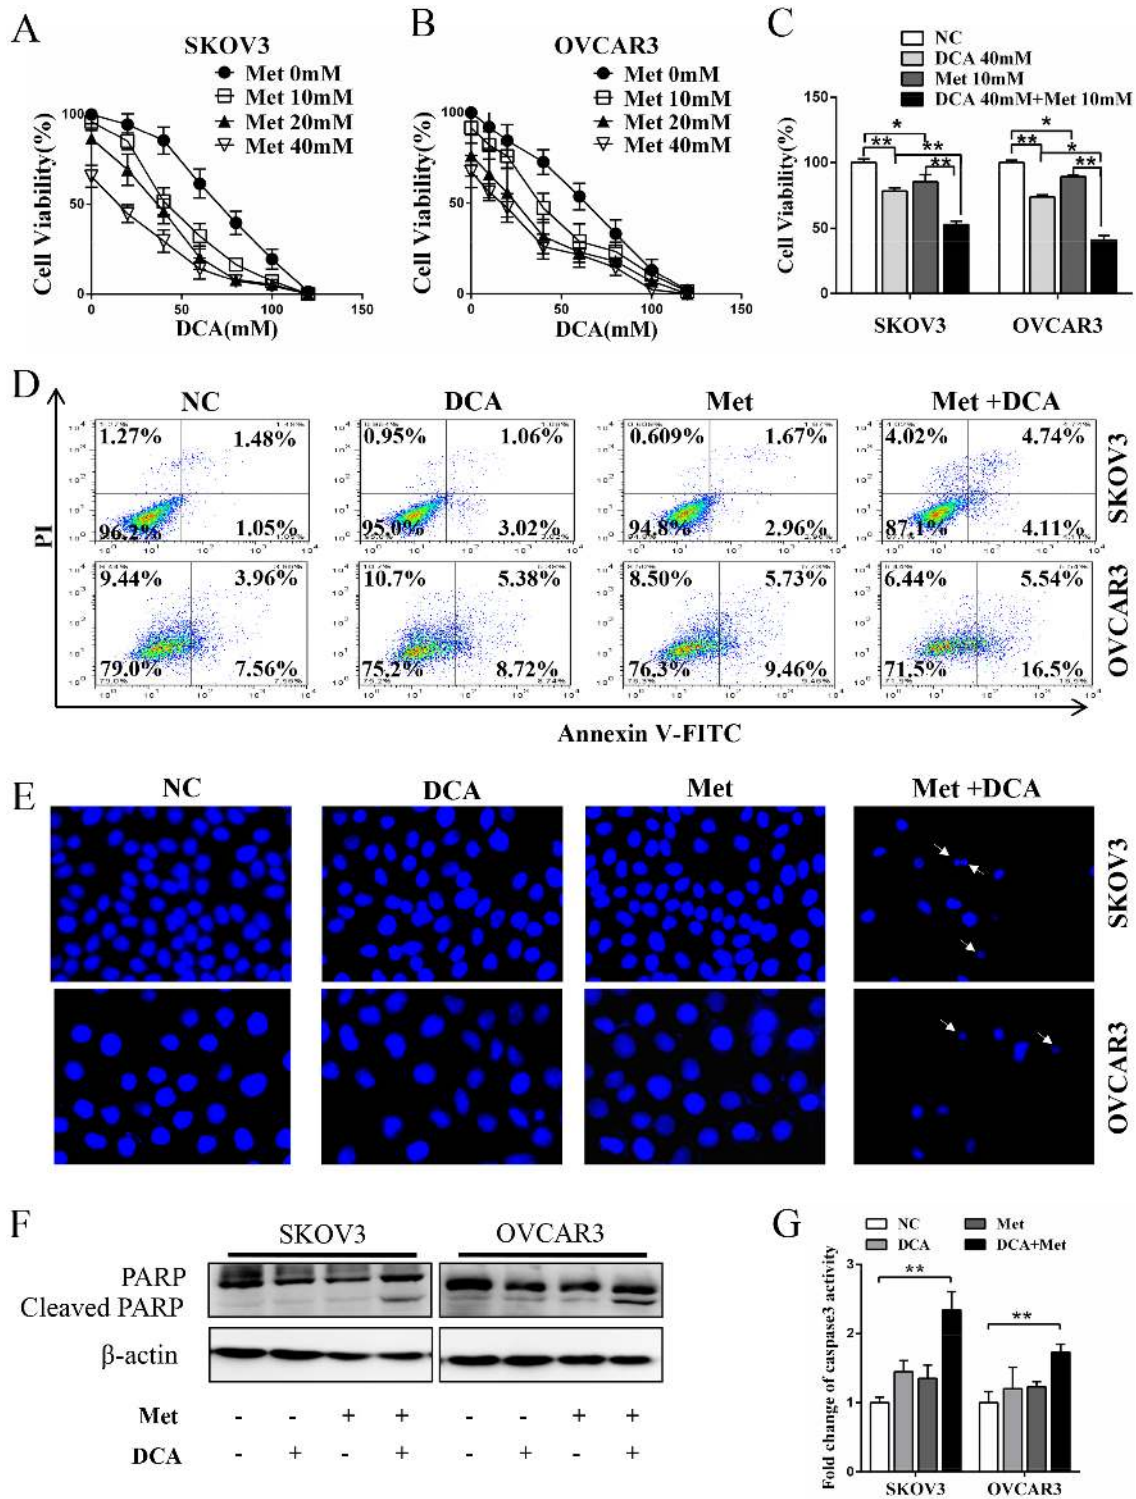 A
SKOV3
Met 0mM
Met 10mM
Met 20mM
Met 40mM
Cell Viability(%)
100
50
0
0 50 100 150
DCA(mM)
B
OVCAR3
Met 0mM
Met 10mM
Met 20mM
Met 40mM
Cell Viability(%)
100
50
0
0 50 100 150
DCA(mM)
C
NC
DCA 40mM
Met 10mM
DCA 40mM+Met 10mM
Cell Viability(%)
150
100
50
0
* *
** ** ** *
** **
SKOV3 OVCAR3
D
NC DCA Met Met +DCA
1.27% 1.48% 0.95% 1.06% 0.609% 1.67% 4.02% 4.74%
96.2% 1.05% 95.0% 3.02% 94.8% 2.96% 87.1% 4.11%
SKOV3
9.44% 3.96% 10.7% 5.38% 8.50% 5.73% 6.44% 5.54%
79.0% 7.56% 75.2% 8.72% 76.3% 9.46% 71.5% 16.5%
OVCAR3
PI
Annexin V-FITC
E
NC DCA Met Met +DCA
SKOV3
OVCAR3
F
SKOV3 OVCAR3
PARP
Cleaved PARP
β-actin
Met - - + + - - + +
DCA - + - + - + - +
G
NC Met
DCA DCA+Met
Fold change of caspase3 activity
3
2
1
0
**
**
SKOV3 OVCAR3